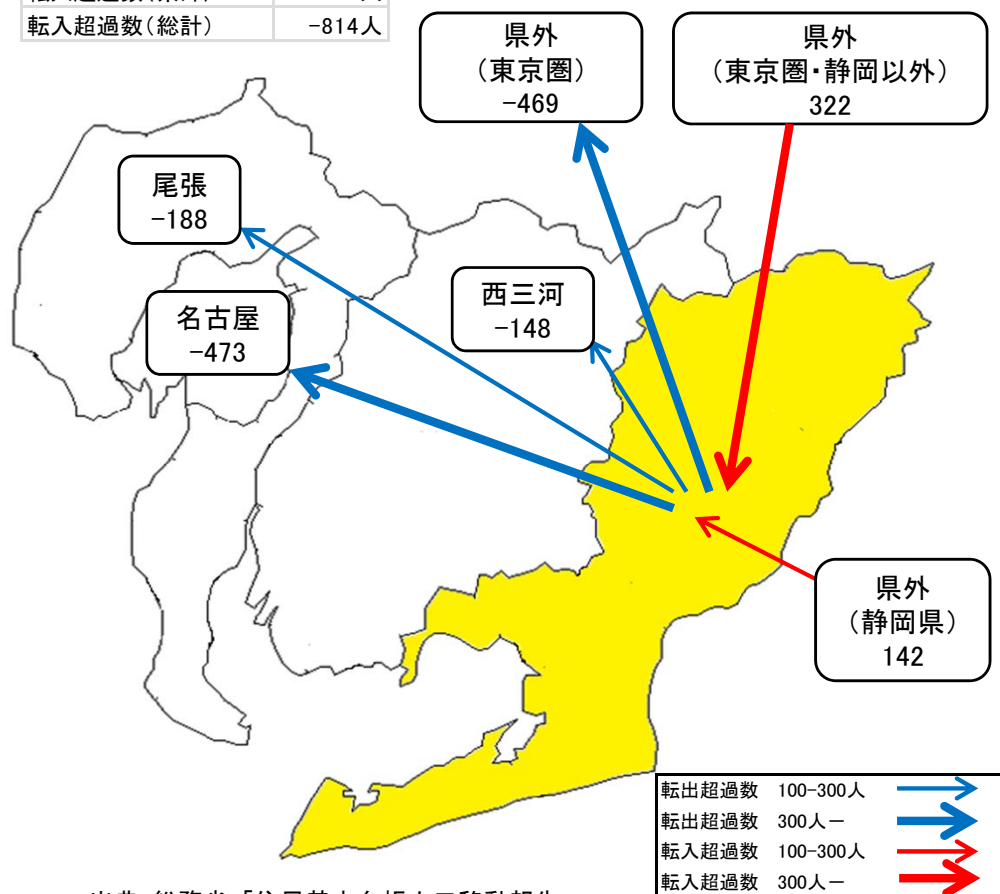 転入超過数(総計) -814人
県外
(東京圏)
-469
県外
(東京圏・静岡以外)
322
尾張
-188
西三河
-148
名古屋
-473
県外
(静岡県)
142
転出超過数 100-300人
転出超過数 300人ー
転入超過数 100-300人
転入超過数 300人ー